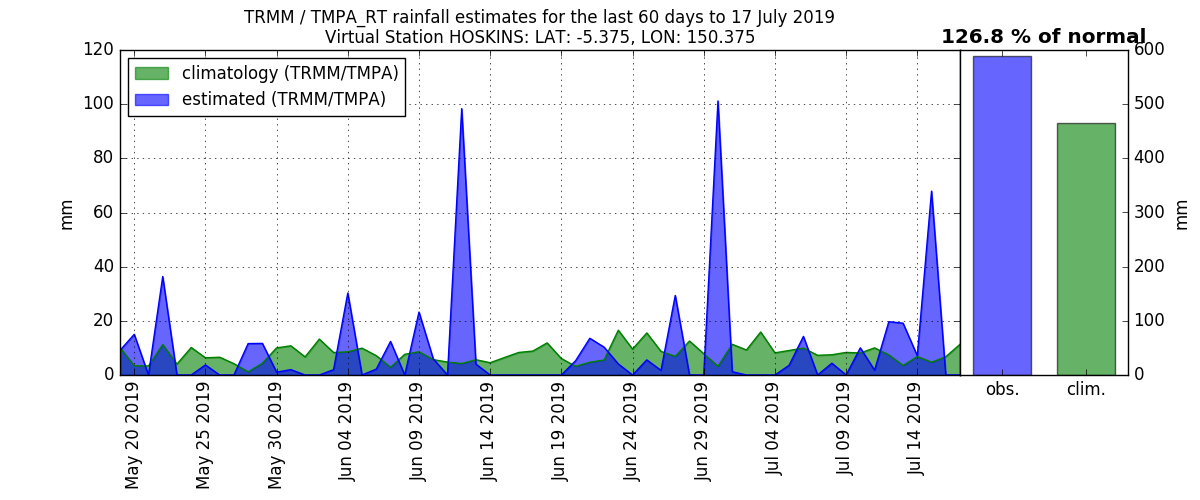 TRMM / TMPA_RT rainfall estimates for the last 60 days to 17 July 2019
Virtual Station HOSKINS: LAT: -5.375, LON: 150.375
126.8 % of normal
climatology (TRMM/TMPA)
estimated (TRMM/TMPA)
120
100
80
60
40
20
0
mm
600
500
400
300
200
100
0
mm
May 20 2019
May 25 2019
May 30 2019
Jun 04 2019
Jun 09 2019
Jun 14 2019
Jun 19 2019
Jun 24 2019
Jun 29 2019
Jul 04 2019
Jul 09 2019
Jul 14 2019
obs.
clim.